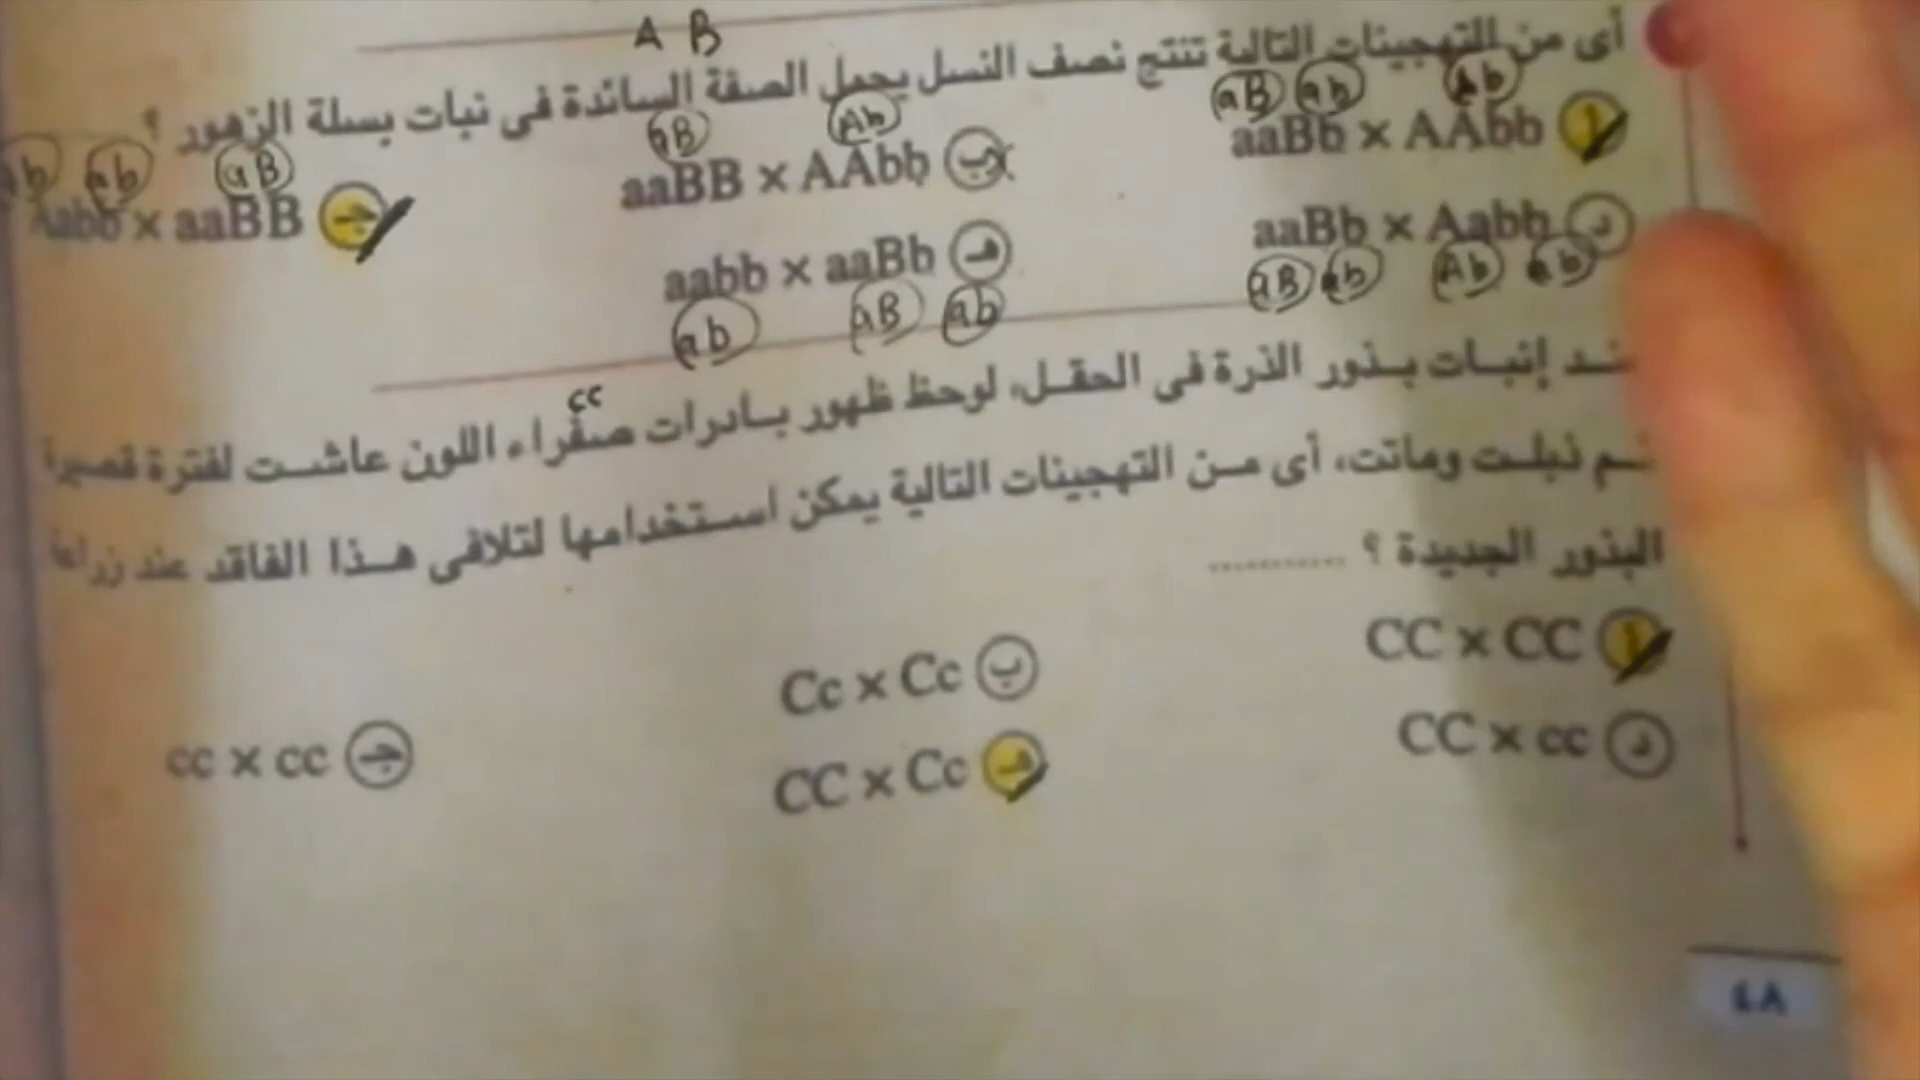 A B
أى من التهجينات التالية تنتج نصف النسل يحمل الصفة السائدة فى نبات بسلة الزهور ؟
aB ab Ab
أ aaBb × AAbb
aB Ab
ب aaBB × AAbb
ab aB
جـ Aabb × aaBB
د aaBb × Aabb
aB ab Ab ab
هـ aabb × aaBb
ab aB ab
إنبات بذور الذرة فى الحقل، لوحظ ظهور بادرات صفراء اللون عاشت لفترة قصيرة
cc
ذبلت وماتت، أى من التهجينات التالية يمكن استخدامها لتلافى هذا الفاقد عند زراعة
البذور الجديدة ؟ ............
أ CC × CC
ب Cc × Cc
جـ cc × cc
د CC × cc
هـ CC × Cc
٤٨